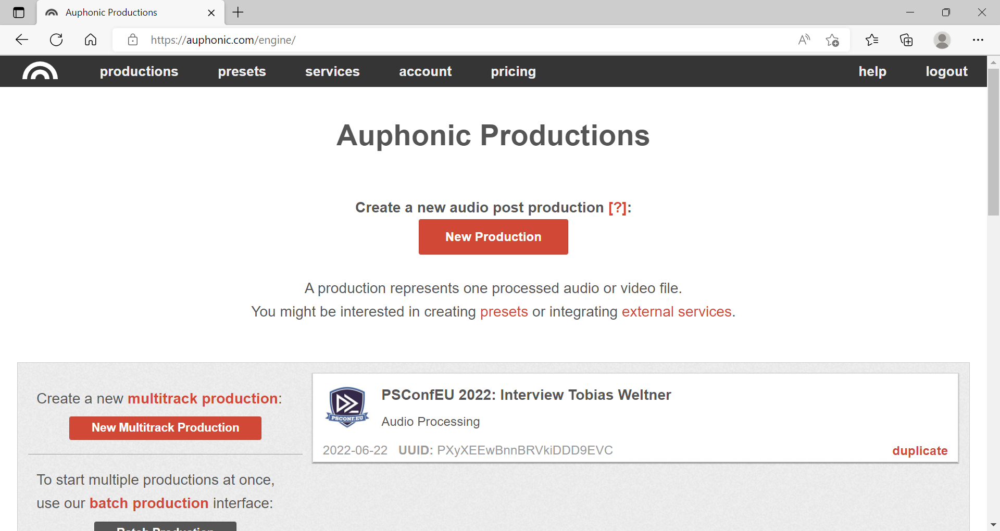 Auphonic Productions
https://auphonic.com/engine/
productions presets services account pricing help logout
Auphonic Productions
Create a new audio post production [?]:
New Production
A production represents one processed audio or video file.
You might be interested in creating presets or integrating external services.
Create a new multitrack production:
New Multitrack Production
To start multiple productions at once,
use our batch production interface:
Batch Production
PSCONF.EU
PSConfEU 2022: Interview Tobias Weltner
Audio Processing
2022-06-22 UUID: PXyXEEwBnnBRVkiDDD9EVC
duplicate